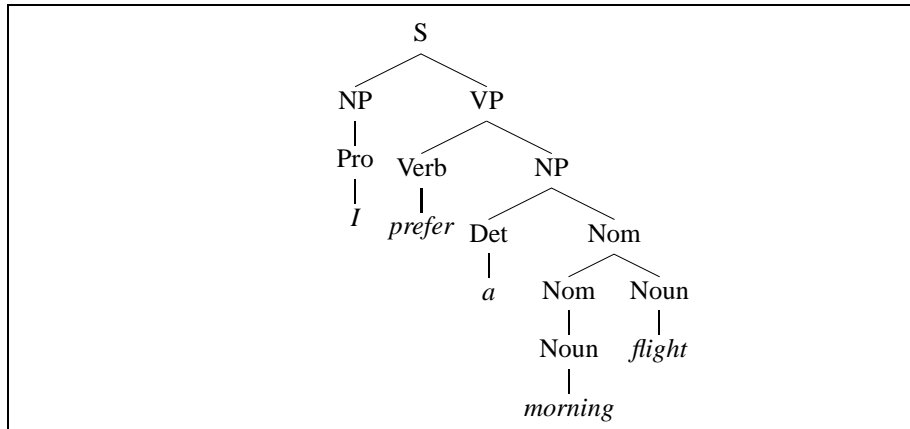 S
NP VP
Pro Verb NP
I prefer Det Nom
a Nom Noun
Noun flight
morning